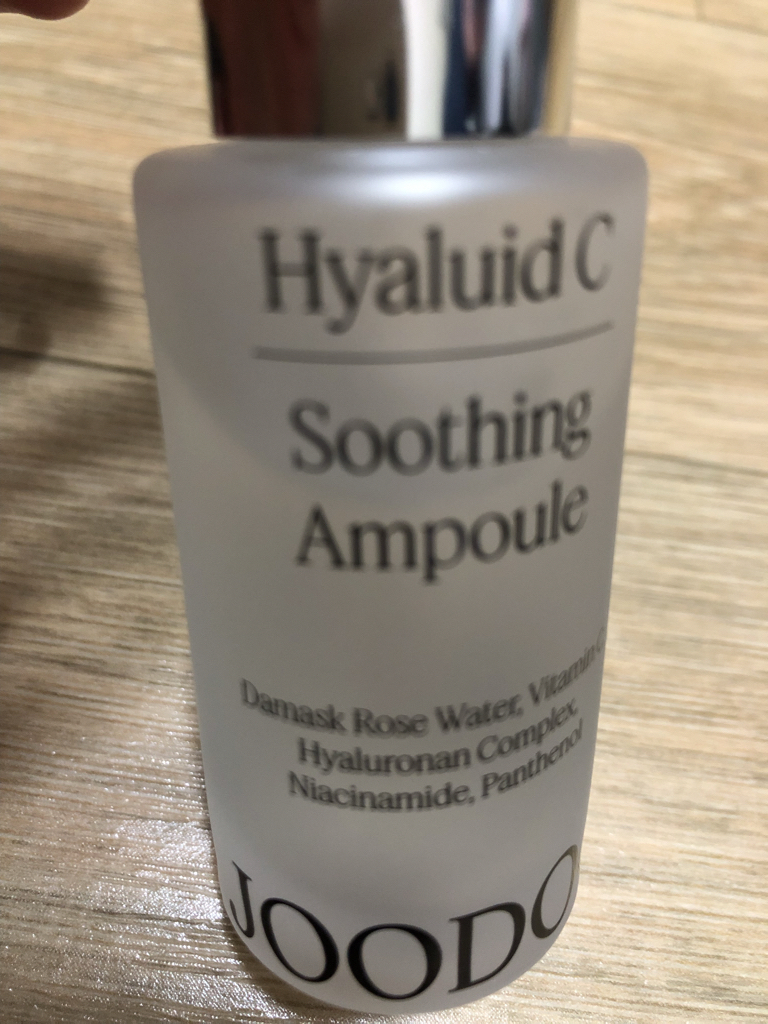 Hyaluid C
Soothing
Ampoule
Damask Rose Water, Vitamin C
Hyaluronan Complex,
Niacinamide, Panthenol
JOODO